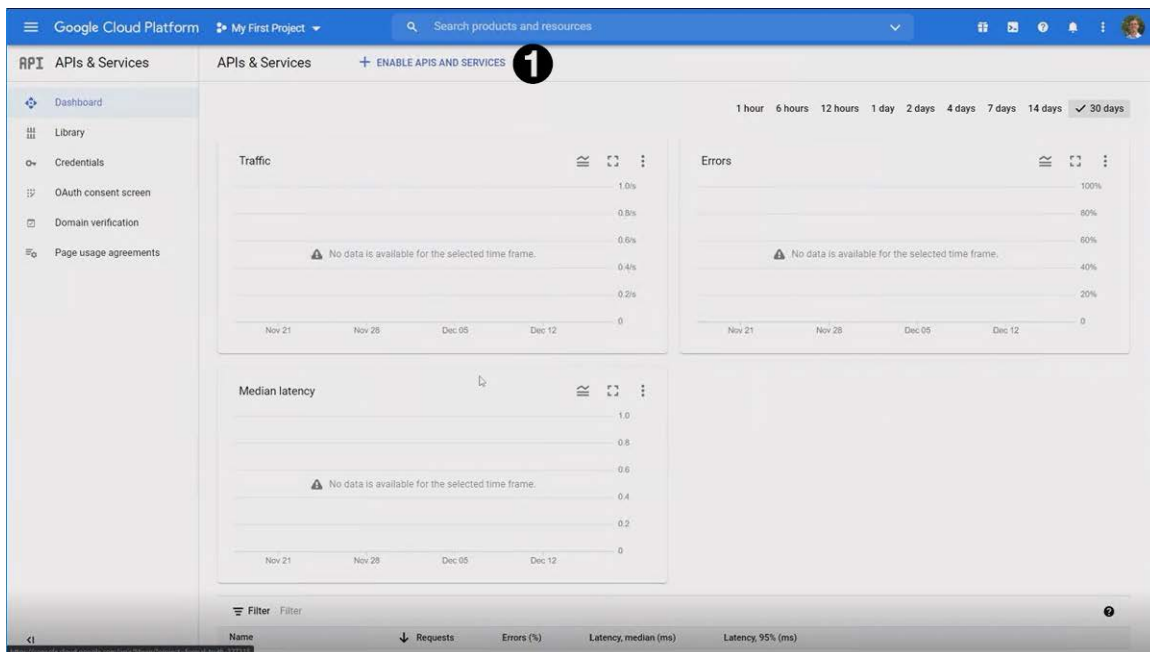 Google Cloud Platform My First Project Search products and resources
API APIs & Services APIs & Services + ENABLE APIS AND SERVICES 1
Dashboard
1 hour 6 hours 12 hours 1 day 2 days 4 days 7 days 14 days 30 days
Library
Credentials
OAuth consent screen
Domain verification
Page usage agreements
Traffic
1.0/s
0.8/s
0.6/s
No data is available for the selected time frame.
0.4/s
0.2/s
0
Nov 21 Nov 28 Dec 05 Dec 12
Errors
100%
80%
60%
No data is available for the selected time frame.
40%
20%
0
Nov 21 Nov 28 Dec 05 Dec 12
Median latency
1.0
0.8
0.6
No data is available for the selected time frame.
0.4
0.2
0
Nov 21 Nov 28 Dec 05 Dec 12
Filter Filter
Name Requests Errors (%) Latency, median (ms) Latency, 95% (ms)